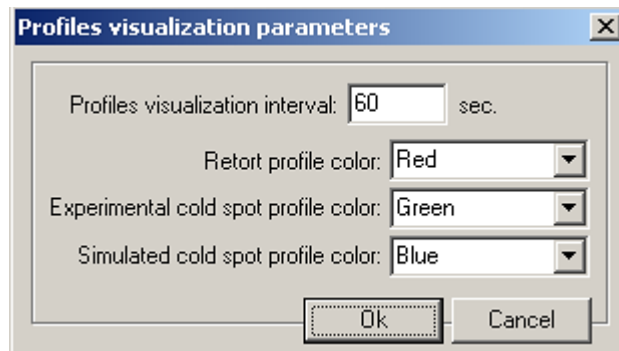 Profiles visualization parameters
Profiles visualization interval: 60 sec.
Retort profile color: Red
Experimental cold spot profile color: Green
Simulated cold spot profile color: Blue
Ok Cancel